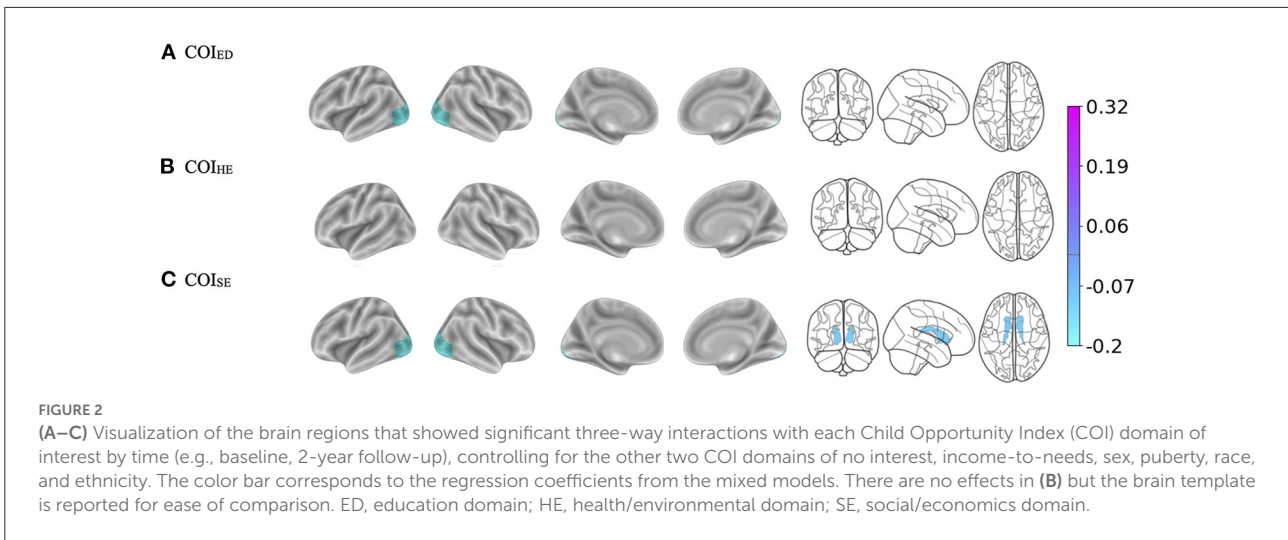 A COIED
B COIHE
C COISE
0.32
0.19
0.06
-0.07
-0.2
FIGURE 2
(A–C) Visualization of the brain regions that showed significant three-way interactions with each Child Opportunity Index (COI) domain of
interest by time (e.g., baseline, 2-year follow-up), controlling for the other two COI domains of no interest, income-to-needs, sex, puberty, race,
and ethnicity. The color bar corresponds to the regression coefficients from the mixed models. There are no effects in (B) but the brain template
is reported for ease of comparison. ED, education domain; HE, health/environmental domain; SE, social/economics domain.